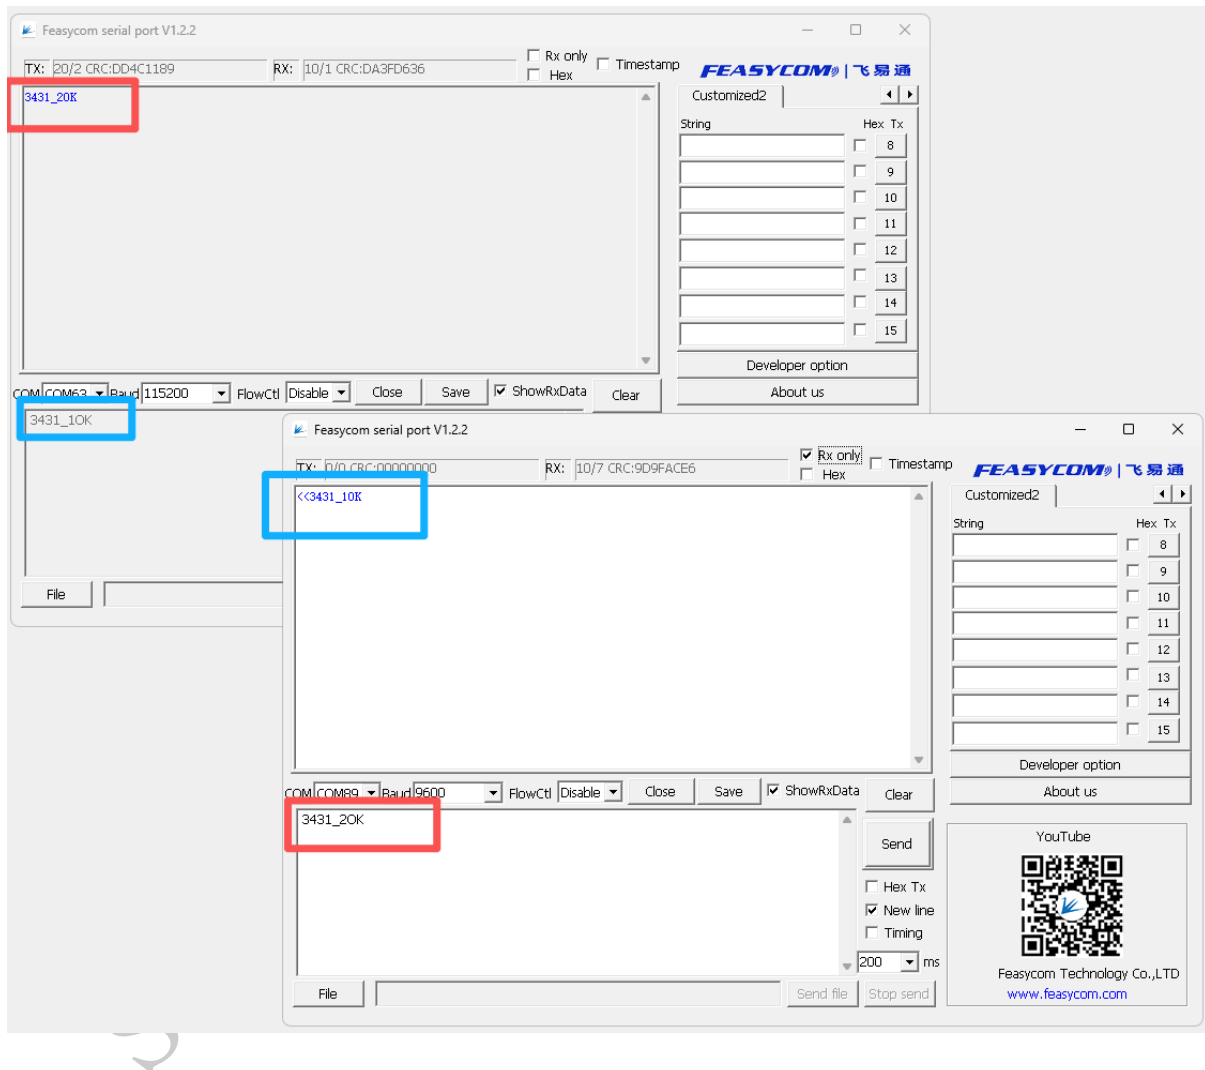 Feasycom serial port V1.2.2
TX: 20/2 CRC:DD4C1189
RX: 10/1 CRC:DA3FD636
Rx only
Hex
Timestamp
FEASYCOM | 飞易通
3431_2OK
Customized2
String
Hex Tx
8
9
10
11
12
13
14
15
Developer option
About us
COM COM63 Baud 115200 FlowCtl Disable Close Save ShowRxData Clear
3431_1OK
File
Feasycom serial port V1.2.2
TX: 0/0 CRC:00000000
RX: 10/7 CRC:9D9FACE6
Rx only
Hex
Timestamp
FEASYCOM | 飞易通
<<3431_1OK
Customized2
String
Hex Tx
8
9
10
11
12
13
14
15
Developer option
About us
COM COM89 Baud 9600 FlowCtl Disable Close Save ShowRxData Clear
3431_2OK
Send
Hex Tx
New line
Timing
200 ms
File
Send file
Stop send
YouTube
Feasycom Technology Co.,LTD
www.feasycom.com